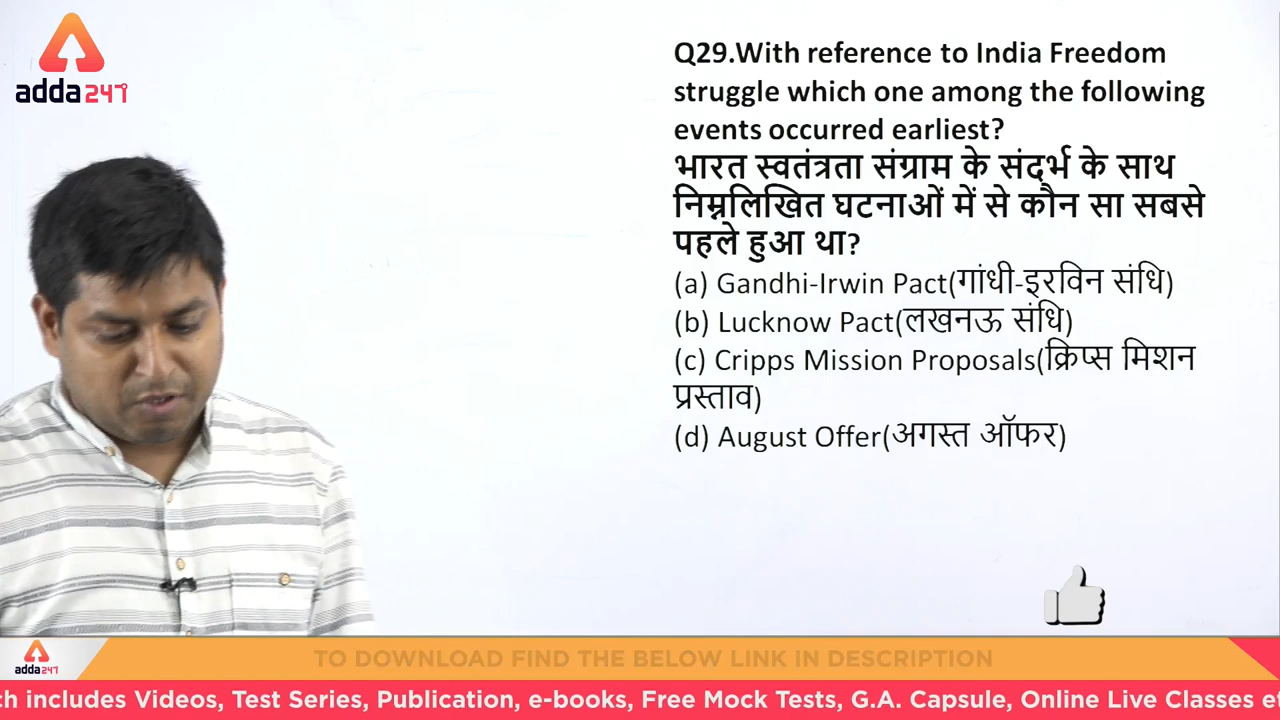 adda247
Q29.With reference to India Freedom
struggle which one among the following
events occurred earliest?
भारत स्वतंत्रता संग्राम के संदर्भ के साथ
निम्नलिखित घटनाओं में से कौन सा सबसे
पहले हुआ था?
(a) Gandhi-Irwin Pact(गांधी-इरविन संधि)
(b) Lucknow Pact(लखनऊ संधि)
(c) Cripps Mission Proposals(क्रिप्स मिशन
प्रस्ताव)
(d) August Offer(अगस्त ऑफर)
adda247
TO DOWNLOAD FIND THE BELOW LINK IN DESCRIPTION
ch includes Videos, Test Series, Publication, e-books, Free Mock Tests, G.A. Capsule, Online Live Classes et